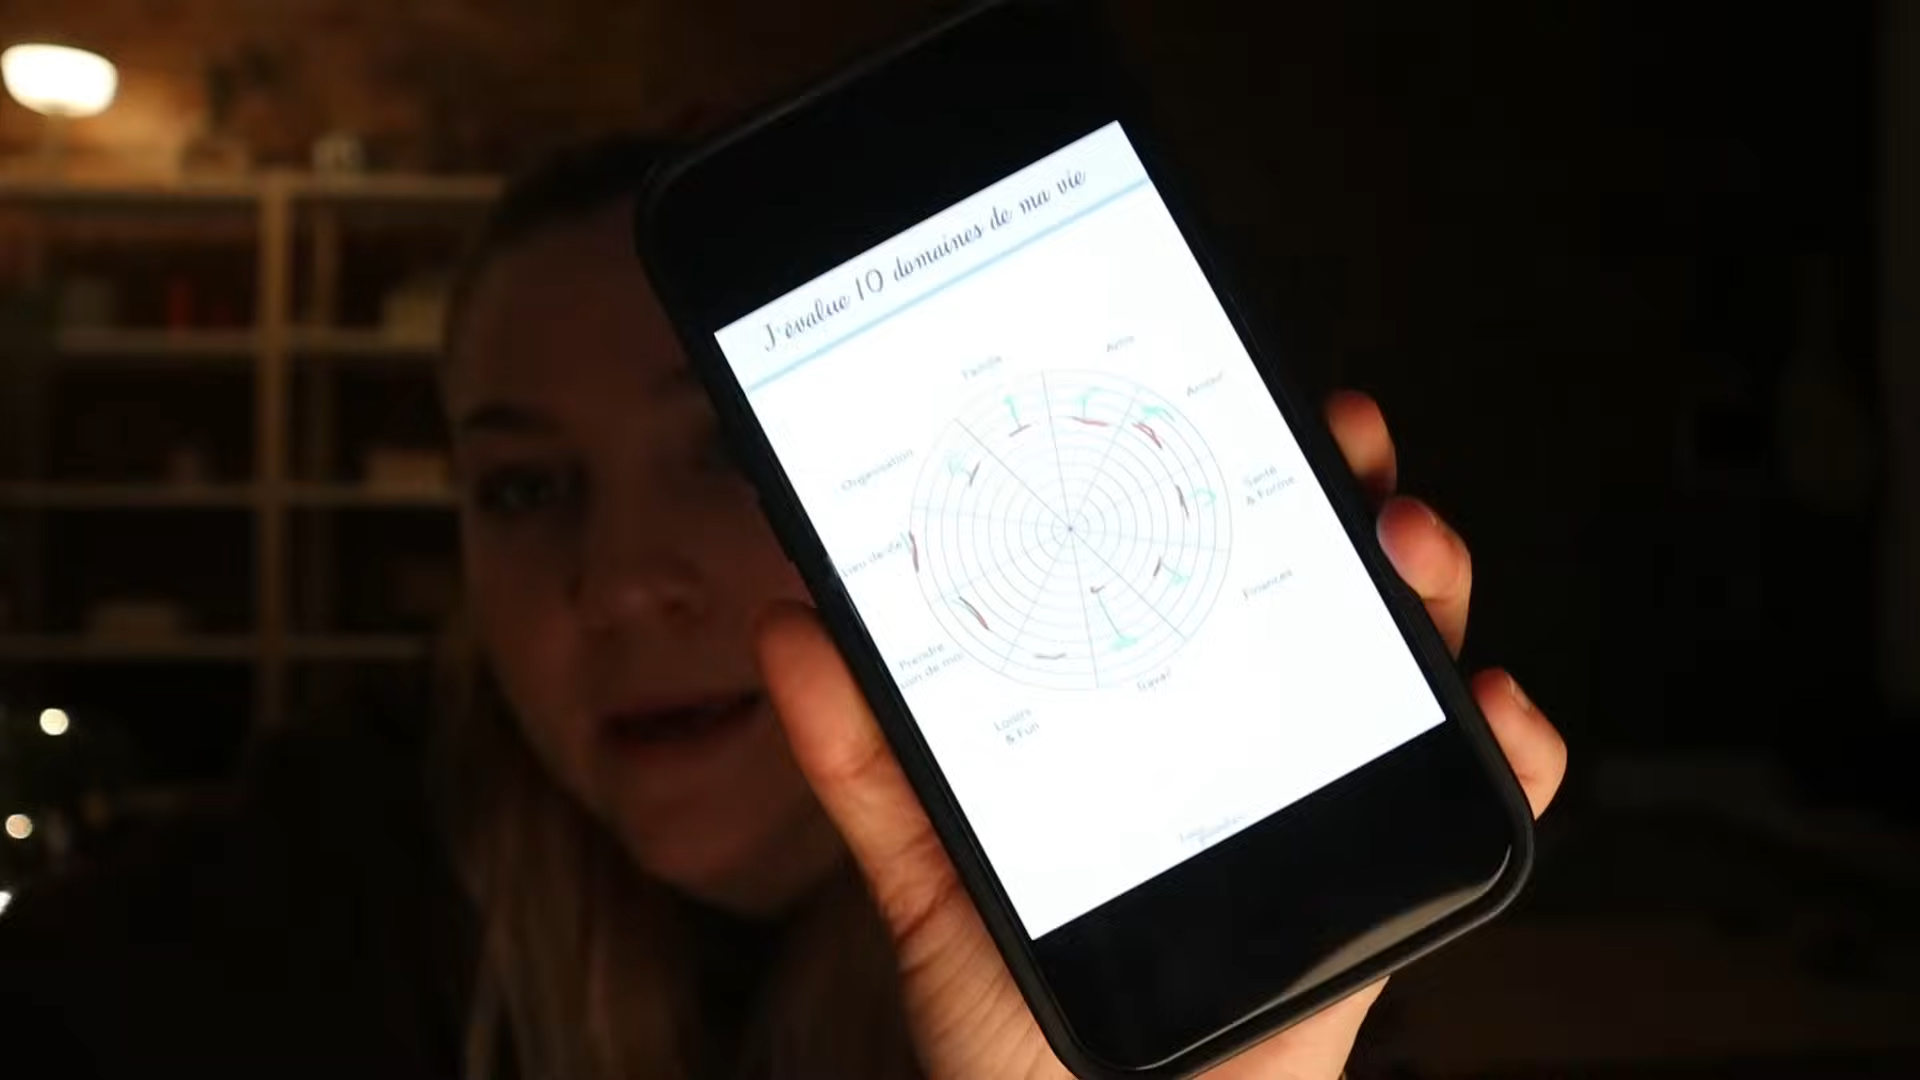 J'évalue 10 domaines de ma vie
Famille
Amis
Amour
Organisation
Santé
& Forme
Lieu de vie
Finances
Prendre
soin de moi
Travail
Loisirs
& Fun